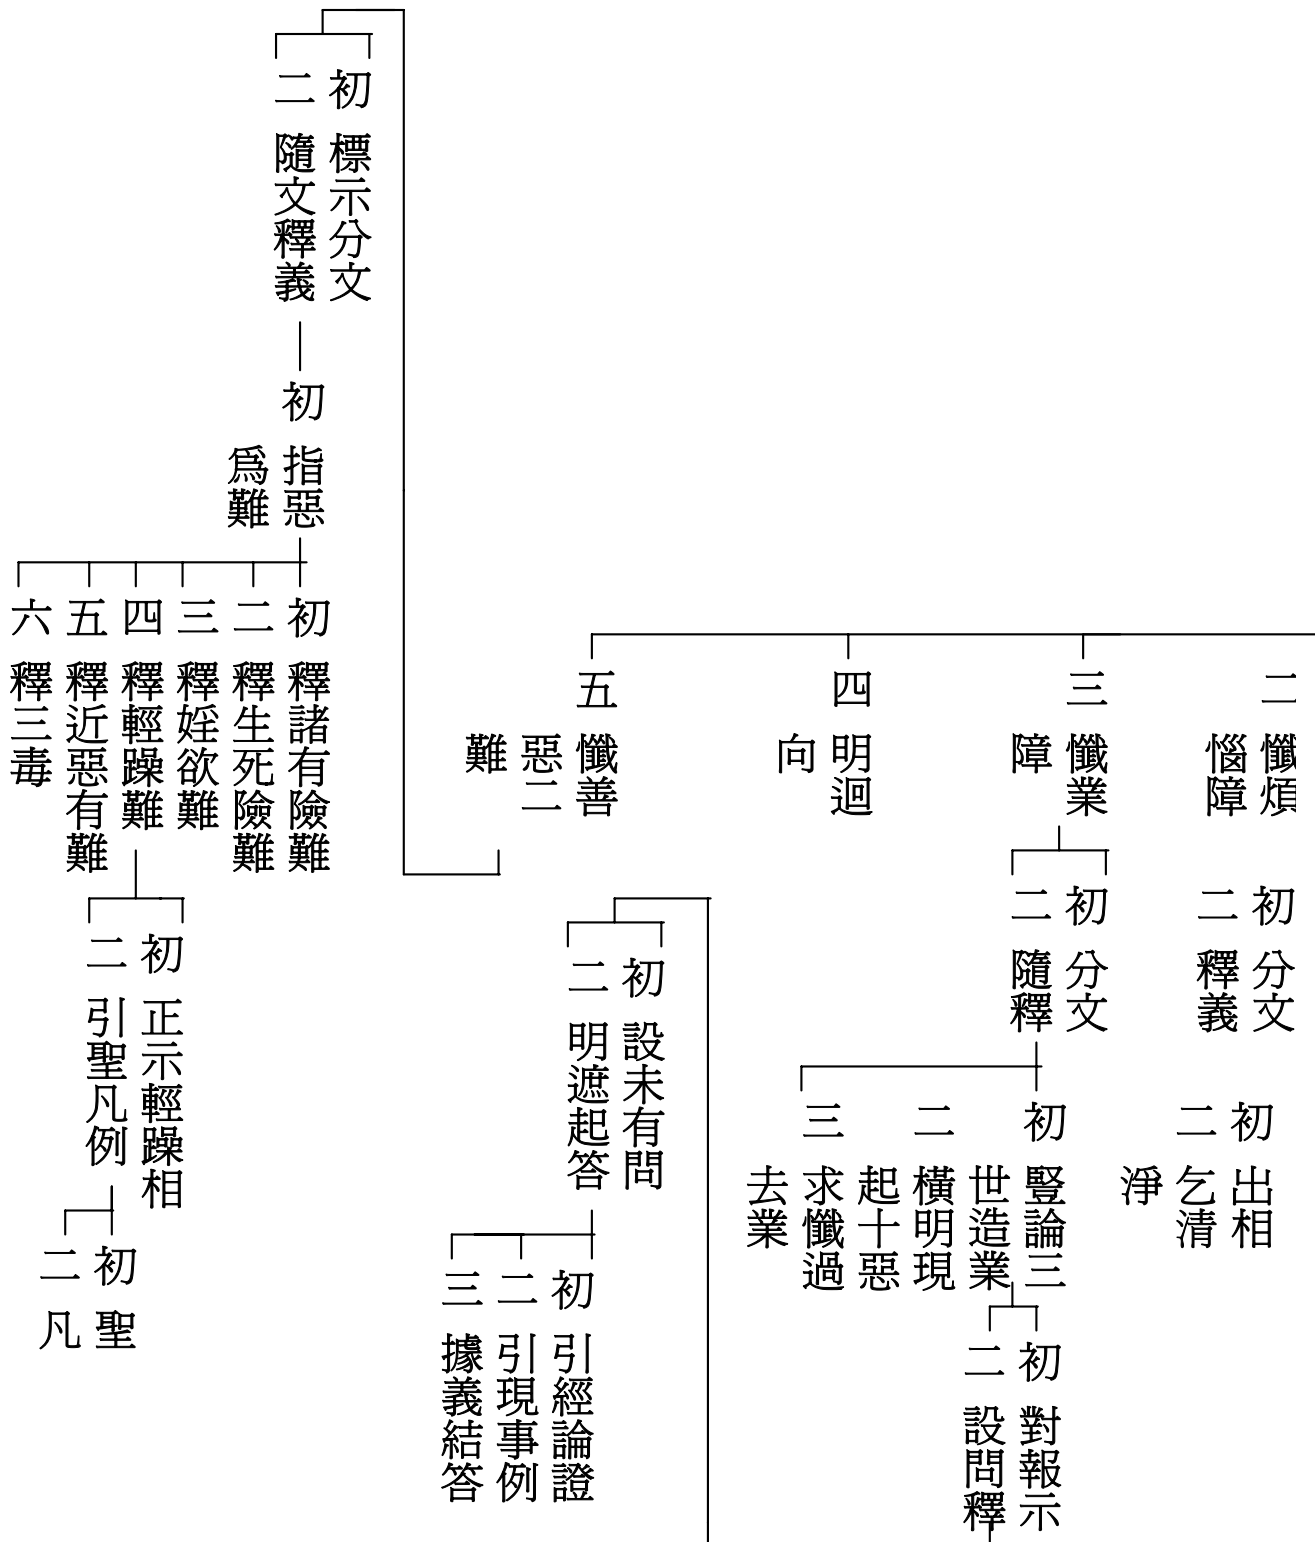 二 懺煩
惱障
初 分文
二 釋義
初 出相
二 乞清
淨
三 懺業
障
初 分文
二 隨釋
初 豎論三
世造業
二 橫明現
起十惡
三 求懺過
去業
初 對報示
二 設問釋
初 設未有問
二 明遮起答
初 引經論證
二 引現事例
三 據義結答
四 明迴
向
五 懺善
惡二
難
初 標示分文
二 隨文釋義
初 指惡
爲難
初 釋諸有險難
二 釋生死險難
三 釋婬欲難
四 釋輕躁難
五 釋近惡有難
六 釋三毒
初 正示輕躁相
二 引聖凡例
初 聖
二 凡